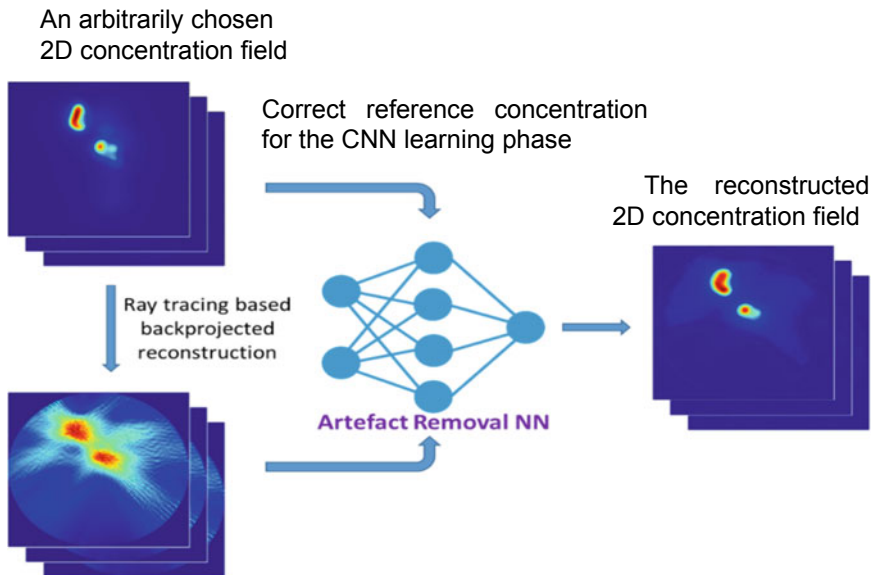 An arbitrarily chosen
2D concentration field
Correct reference concentration
for the CNN learning phase
The reconstructed
2D concentration field
Ray tracing based
backprojected
reconstruction
Artefact Removal NN